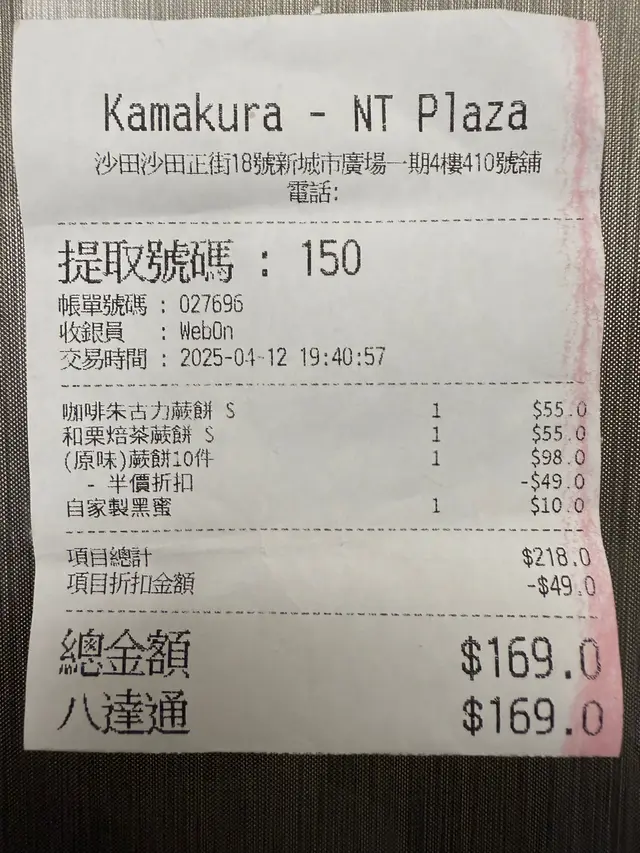 Kamakura - NT Plaza
沙田沙田正街18號新城市廣場一期4樓410號舖
電話:
提取號碼 : 150
帳單號碼 : 027696
收銀員 : WebOn
交易時間 : 2025-04-12 19:40:57
咖啡朱古力蕨餅 S 1 $55.0
和栗焙茶蕨餅 S 1 $55.0
(原味)蕨餅10件 1 $98.0
- 半價折扣 -$49.0
自家製黑蜜 1 $10.0
項目總計 $218.0
項目折扣金額 -$49.0
總金額 $169.0
八達通 $169.0